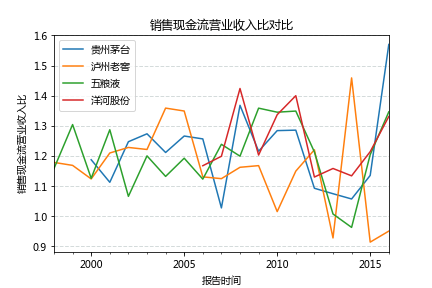 销售现金流营业收入比对比
销售现金流营业收入比
1.6
1.5
1.4
1.3
1.2
1.1
1.0
0.9
贵州茅台
泸州老窖
五粮液
洋河股份
2000
2005
2010
2015
报告时间